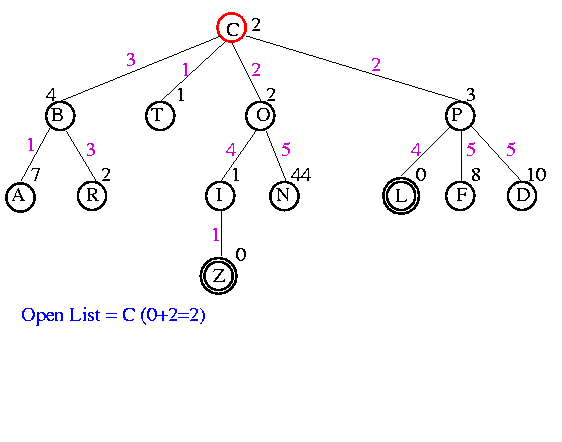 C 2
3 1 2 2
4 1 2 3
B T O P
1 3 4 5 4 5 5
7 2 1 44 0 8 10
A R I N L F D
1
0
Z
Open List = C (0+2=2)